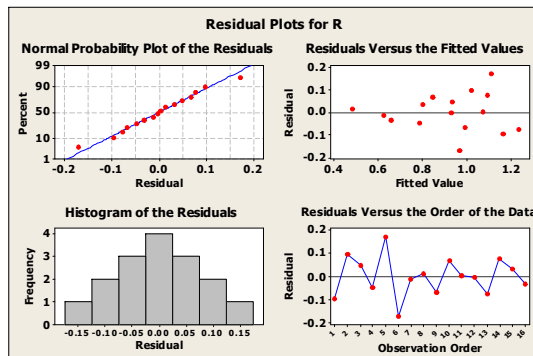 Residual Plots for R
Normal Probability Plot of the Residuals
99
90
50
10
1
Percent
-0.2 -0.1 0.0 0.1 0.2
Residual
Residuals Versus the Fitted Values
0.2
0.1
0.0
-0.1
-0.2
Residual
0.4 0.6 0.8 1.0 1.2
Fitted Value
Histogram of the Residuals
4
3
2
1
0
Frequency
-0.15 -0.10 -0.05 0.00 0.05 0.10 0.15
Residual
Residuals Versus the Order of the Data
0.2
0.1
0.0
-0.1
-0.2
Residual
1 2 3 4 5 6 7 8 9 10 11 12 13 14 15 16
Observation Order